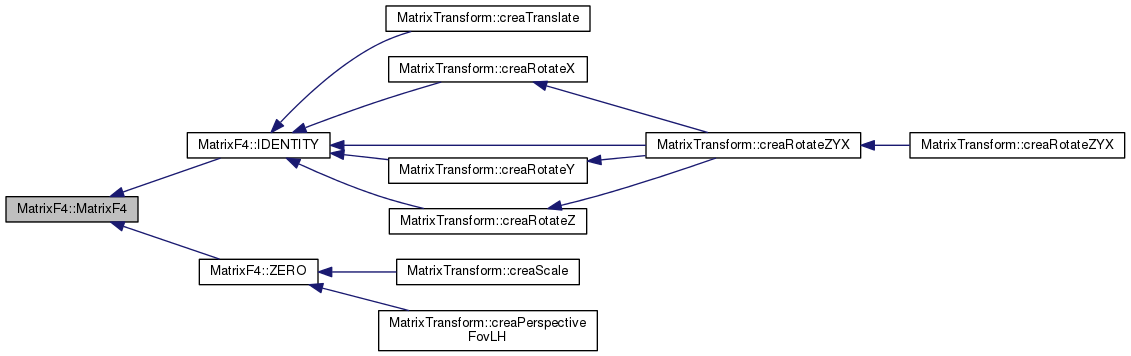 MatrixTransform::creaTranslate
MatrixTransform::creaRotateX
MatrixF4::IDENTITY
MatrixTransform::creaRotateZYX
MatrixTransform::creaRotateZYX
MatrixTransform::creaRotateY
MatrixF4::MatrixF4
MatrixTransform::creaRotateZ
MatrixF4::ZERO
MatrixTransform::creaScale
MatrixTransform::creaPerspective
FovLH